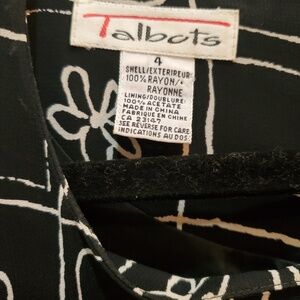 Talbots
4
SHELL/EXTERIEUR
100% RAYON/
RAYONNE
LINING/DOUBLURE:
100% ACETATE
MADE IN CHINA
FABRIQUE EN CHINE
CA 23147
SEE REVERSE FOR CARE
INDICATIONS AU DOS